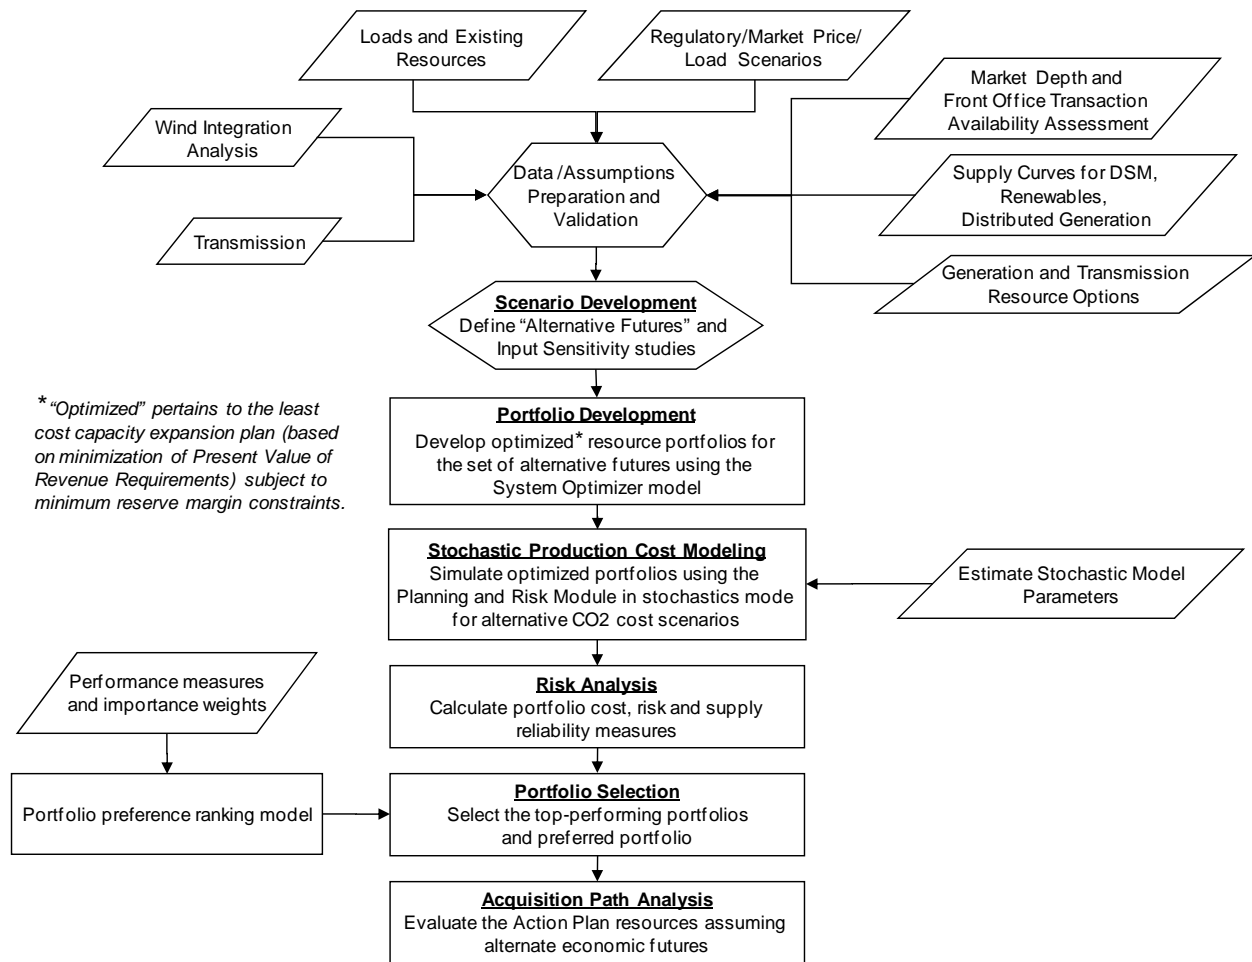 Loads and Existing
Resources
Regulatory/Market Price/
Load Scenarios
Market Depth and
Front Office Transaction
Availability Assessment
Wind Integration
Analysis
Data /Assumptions
Preparation and
Validation
Supply Curves for DSM,
Renewables,
Distributed Generation
Transmission
Generation and Transmission
Resource Options
Scenario Development
Define “Alternative Futures” and
Input Sensitivity studies
*“Optimized” pertains to the least
cost capacity expansion plan (based
on minimization of Present Value of
Revenue Requirements) subject to
minimum reserve margin constraints.
Portfolio Development
Develop optimized* resource portfolios for
the set of alternative futures using the
System Optimizer model
Stochastic Production Cost Modeling
Simulate optimized portfolios using the
Planning and Risk Module in stochastics mode
for alternative CO2 cost scenarios
Estimate Stochastic Model
Parameters
Performance measures
and importance weights
Risk Analysis
Calculate portfolio cost, risk and supply
reliability measures
Portfolio preference ranking model
Portfolio Selection
Select the top-performing portfolios
and preferred portfolio
Acquisition Path Analysis
Evaluate the Action Plan resources assuming
alternate economic futures